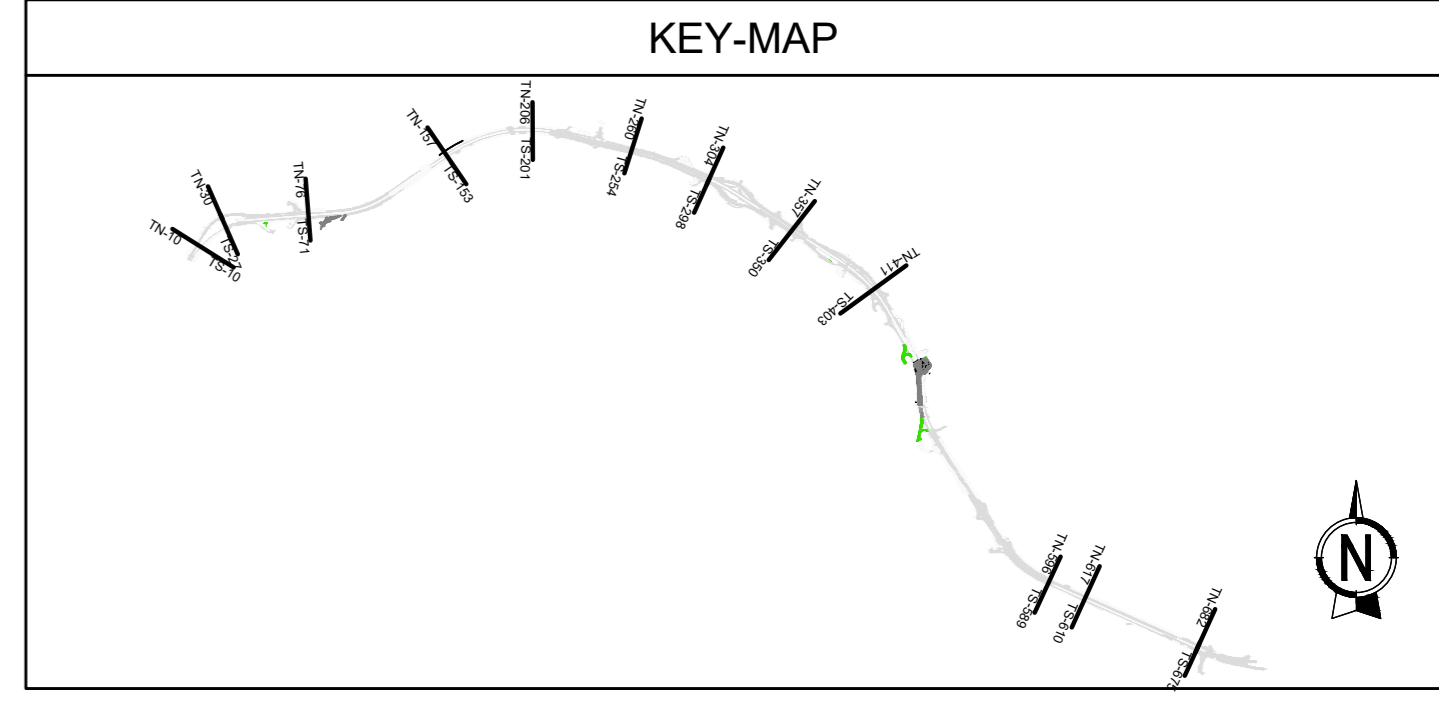 KEY-MAP
TN-10
TS-10
TN-30
TS-27
TN-76
TS-71
TN-157
TS-153
TN-206
TS-201
TN-260
TS-254
TN-304
TS-298
TN-357
TS-350
TN-411
TS-403
TN-596
TS-589
TN-617
TS-610
TN-682
TS-675
N